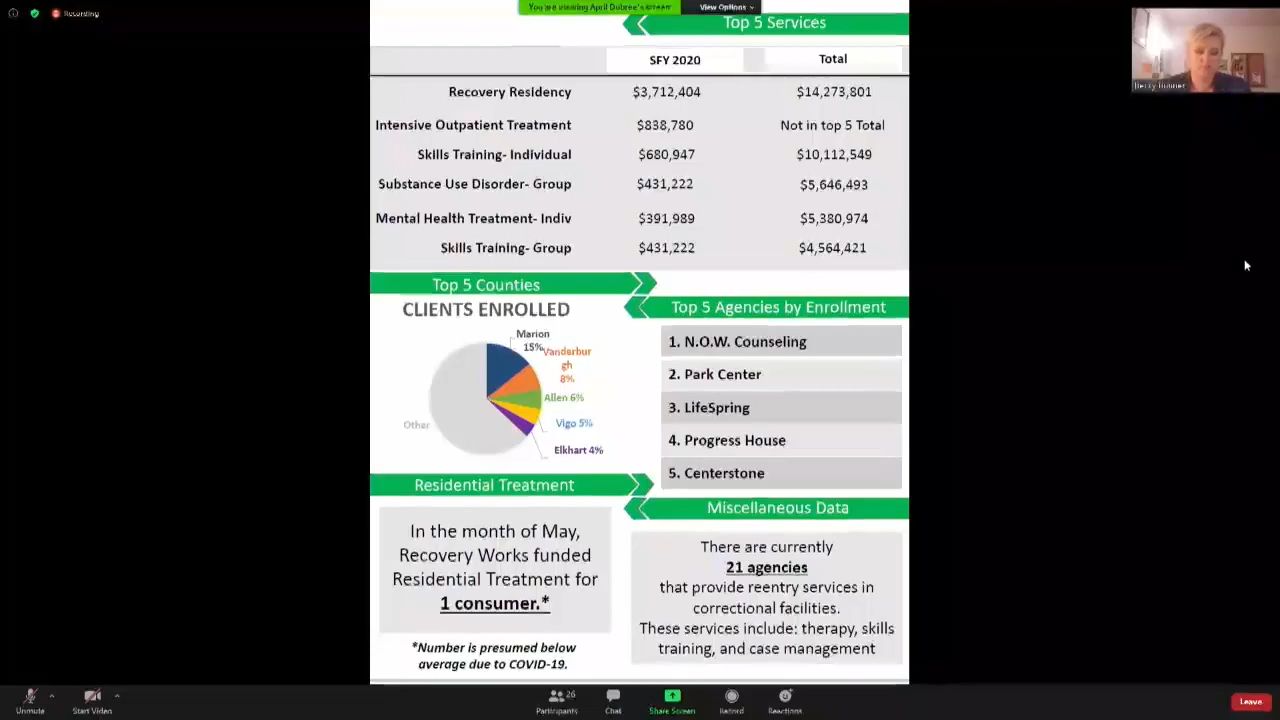 Recording
You are viewing April Dubree's screen
View Options
Top 5 Services
SFY 2020 Total
Recovery Residency $3,712,404 $14,273,801
Intensive Outpatient Treatment $838,780 Not in top 5 Total
Skills Training- Individual $680,947 $10,112,549
Substance Use Disorder- Group $431,222 $5,646,493
Mental Health Treatment- Indiv $391,989 $5,380,974
Skills Training- Group $431,222 $4,564,421
Top 5 Counties
CLIENTS ENROLLED
Marion
15%
Vanderbur
gh
8%
Allen 6%
Vigo 5%
Elkhart 4%
Other
Top 5 Agencies by Enrollment
1. N.O.W. Counseling
2. Park Center
3. LifeSpring
4. Progress House
5. Centerstone
Residential Treatment
In the month of May,
Recovery Works funded
Residential Treatment for
1 consumer.*
*Number is presumed below
average due to COVID-19.
Miscellaneous Data
There are currently
21 agencies
that provide reentry services in
correctional facilities.
These services include: therapy, skills
training, and case management
Unmute
Start Video
Participants 26
Chat
Share Screen
Record
Reactions
Leave